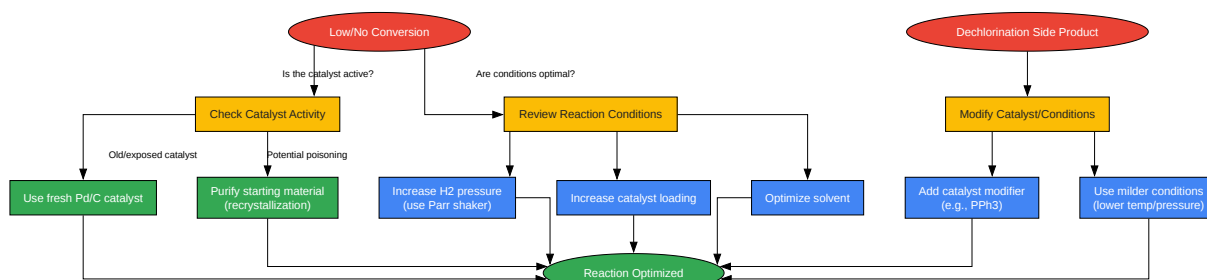 Low/No Conversion
Dechlorination Side Product
Is the catalyst active?
Are conditions optimal?
Check Catalyst Activity
Review Reaction Conditions
Modify Catalyst/Conditions
Old/exposed catalyst
Potential poisoning
Use fresh Pd/C catalyst
Purify starting material
(recrystallization)
Increase H2 pressure
(use Parr shaker)
Increase catalyst loading
Optimize solvent
Add catalyst modifier
(e.g., PPh3)
Use milder conditions
(lower temp/pressure)
Reaction Optimized